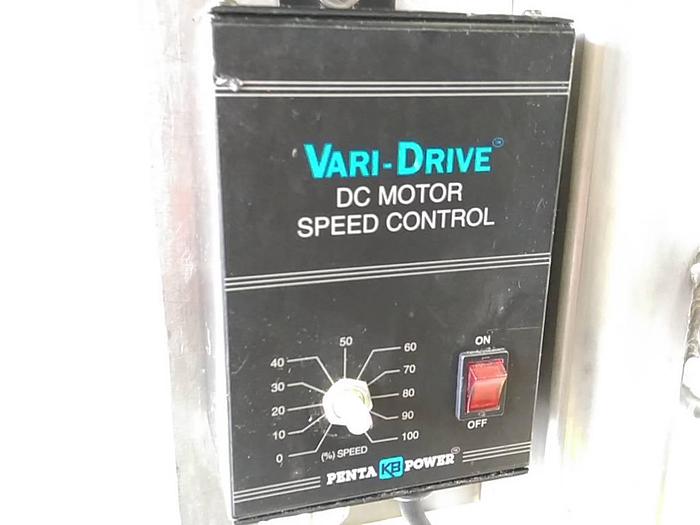 VARI-DRIVE™
DC MOTOR
SPEED CONTROL
50
40
60
30
70
20
80
10
90
0
100
(%) SPEED
ON
OFF
PENTA KB POWER™